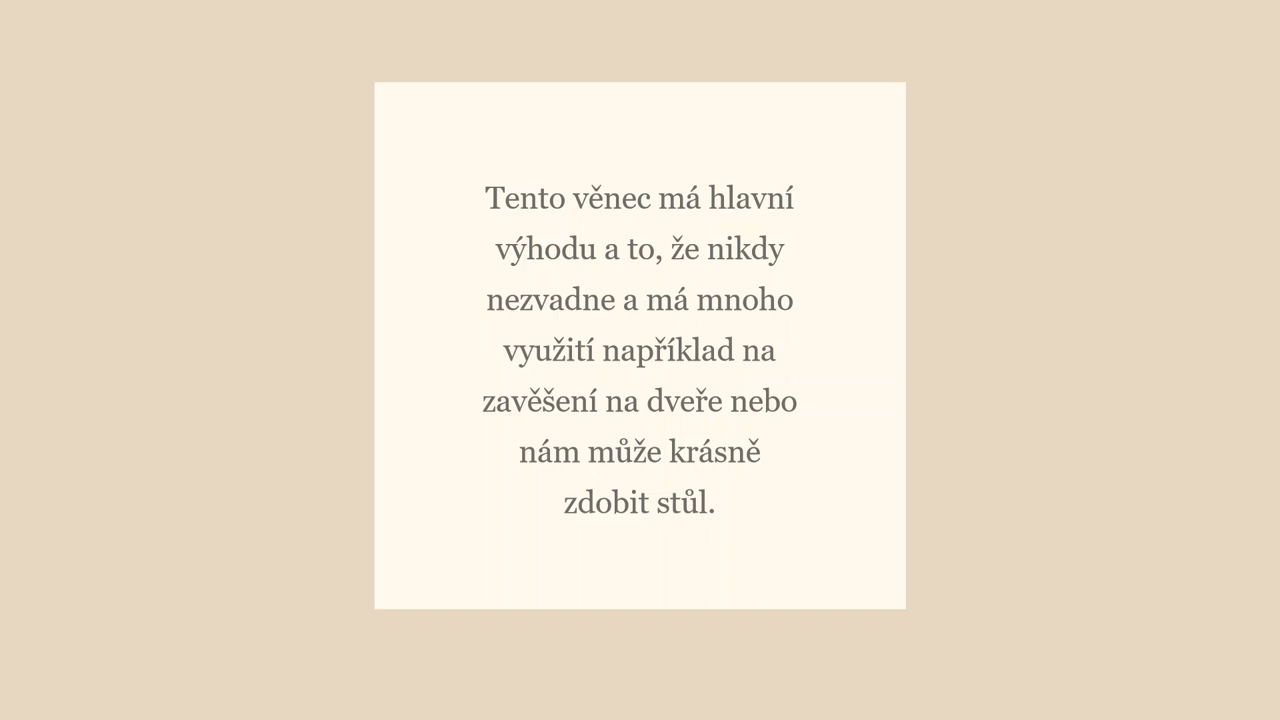 Tento věnec má hlavní
výhodu a to, že nikdy
nezvadne a má mnoho
využití například na
zavěšení na dveře nebo
nám může krásně
zdobit stůl.